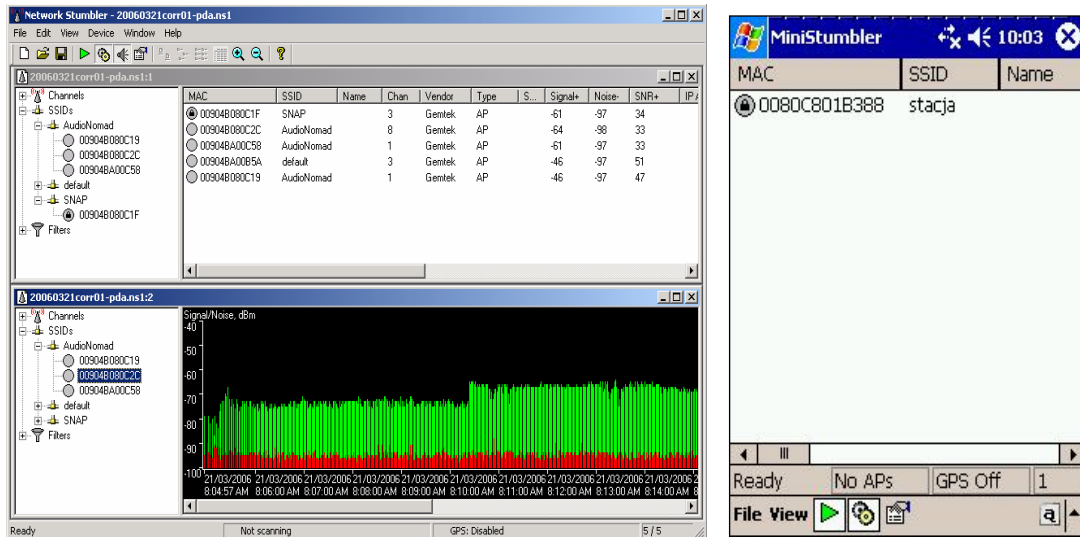 Network Stumbler - 20060321corr01-pda.ns1
File Edit View Device Window Help
20060321corr01-pda.ns1:1
Channels
SSIDs
AudioNomad
00904B080C19
00904B080C2C
00904BA00C58
default
SNAP
00904B080C1F
Filters
MAC SSID Name Chan Vendor Type S... Signal+ Noise- SNR+ IP A
00904B080C1F SNAP 3 Gemtek AP -61 -97 34
00904B080C2C AudioNomad 8 Gemtek AP -64 -98 33
00904BA00C58 AudioNomad 1 Gemtek AP -61 -97 33
00904BA00B5A default 3 Gemtek AP -46 -97 51
00904B080C19 AudioNomad 1 Gemtek AP -46 -97 47
20060321corr01-pda.ns1:2
Channels
SSIDs
AudioNomad
00904B080C19
00904B080C2C
00904BA00C58
default
SNAP
Filters
Signal/Noise, dBm
-40
-50
-60
-70
-80
-90
-100
21/03/2006 21/03/2006 21/03/2006 21/03/2006 21/03/2006 21/03/2006 21/03/2006 21/03/2006 21/03/2006 21/03/2006 2
8:04:57 AM 8:06:00 AM 8:07:00 AM 8:08:00 AM 8:09:00 AM 8:10:00 AM 8:11:00 AM 8:12:00 AM 8:13:00 AM 8:14:00 AM 8
Ready Not scanning GPS: Disabled 5 / 5
MiniStumbler 10:03
MAC SSID Name
0080C801B388 stacja
Ready No APs GPS Off 1
File View a